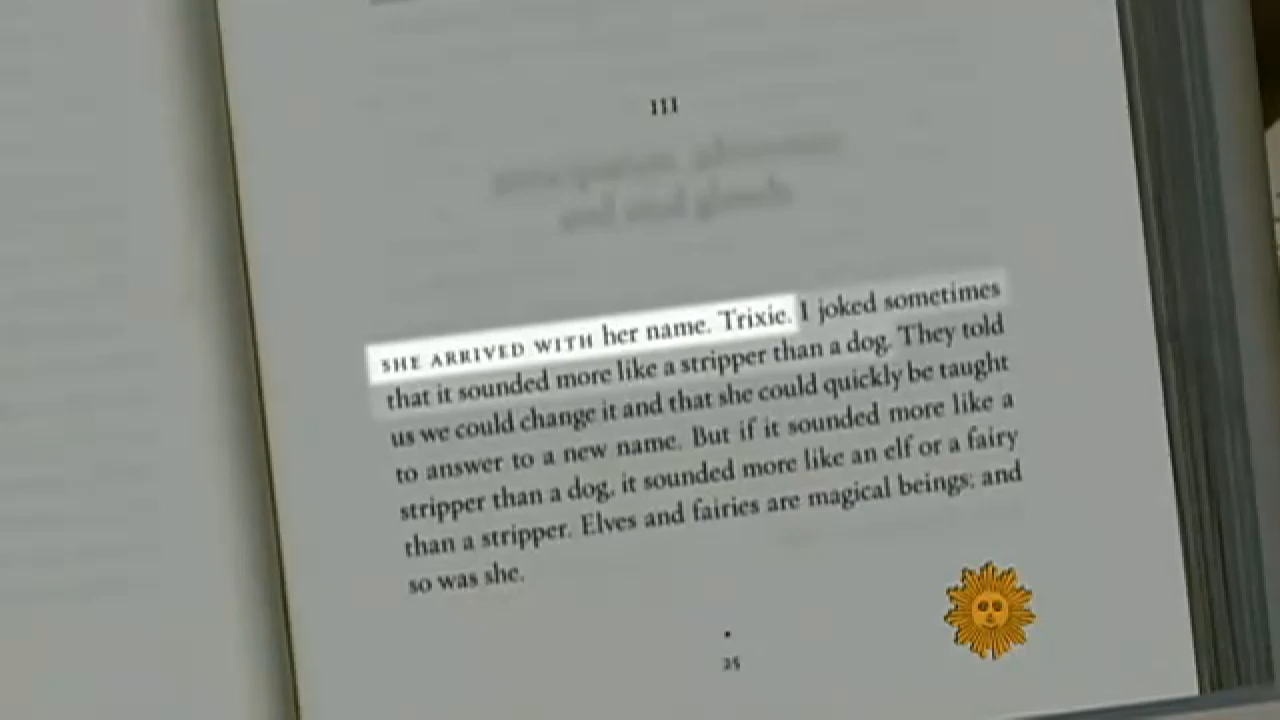 III
and anal glands
SHE ARRIVED WITH her name. Trixie. I joked sometimes
that it sounded more like a stripper than a dog. They told
us we could change it and that she could quickly be taught
to answer to a new name. But if it sounded more like a
stripper than a dog, it sounded more like an elf or a fairy
than a stripper. Elves and fairies are magical beings; and
so was she.
25